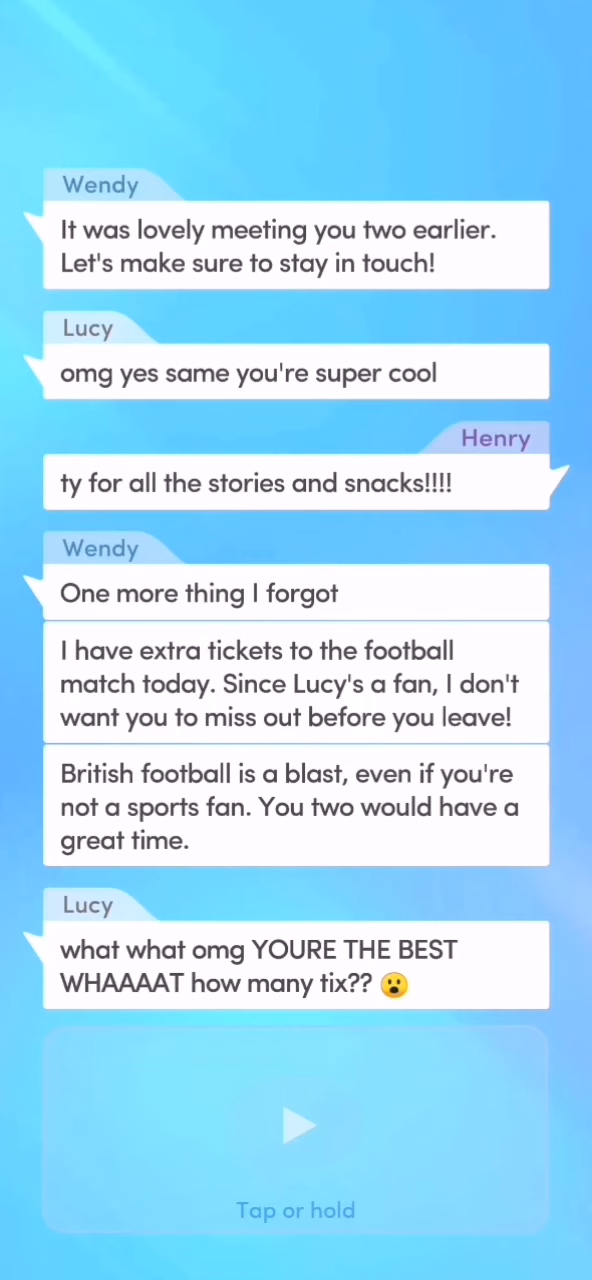 Wendy
It was lovely meeting you two earlier.
Let's make sure to stay in touch!
Lucy
omg yes same you're super cool
Henry
ty for all the stories and snacks!!!!
Wendy
One more thing I forgot
I have extra tickets to the football
match today. Since Lucy's a fan, I don't
want you to miss out before you leave!
British football is a blast, even if you're
not a sports fan. You two would have a
great time.
Lucy
what what omg YOURE THE BEST
WHAAAAT how many tix?? 😮
Tap or hold